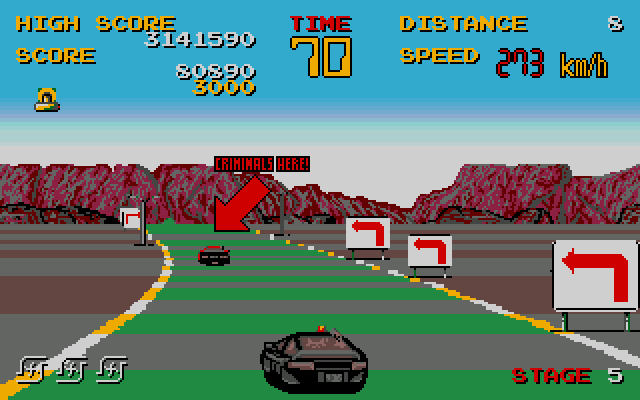 HIGH SCORE
3141590
SCORE
80890
3000
TIME
70
DISTANCE 8
SPEED 273 km/h
CRIMINALS HERE!
STAGE 5